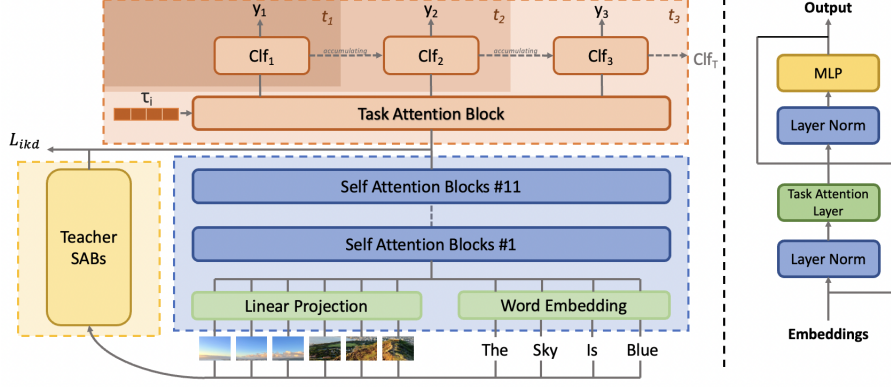 y1 t1 y2 t2 y3 t3
Clf1 accumulating Clf2 accumulating Clf3 ClfT
τi
Task Attention Block
Likd
Self Attention Blocks #11
Teacher
SABs
Self Attention Blocks #1
Linear Projection Word Embedding
The Sky Is Blue
Output
MLP
Layer Norm
Task Attention
Layer
Layer Norm
Embeddings